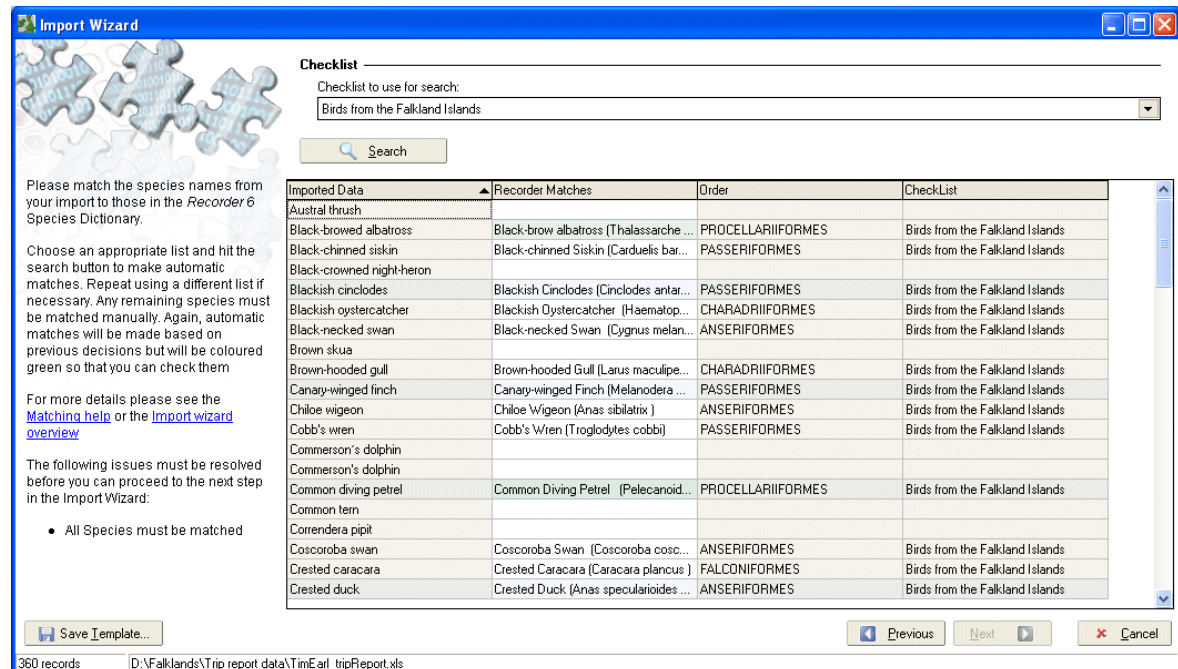 Import Wizard
Please match the species names from
your import to those in the Recorder 6
Species Dictionary.
Choose an appropriate list and hit the
search button to make automatic
matches. Repeat using a different list if
necessary. Any remaining species must
be matched manually. Again, automatic
matches will be made based on
previous decisions but will be coloured
green so that you can check them
For more details please see the
Matching help or the Import wizard
overview
The following issues must be resolved
before you can proceed to the next step
in the Import Wizard:
• All Species must be matched
Checklist
Checklist to use for search:
Birds from the Falkland Islands
Search
Imported Data Recorder Matches Order CheckList
Austral thrush
Black-browed albatross Black-brow albatross (Thalassarche ... PROCELLARIIFORMES Birds from the Falkland Islands
Black-chinned siskin Black-chinned Siskin (Carduelis bar... PASSERIFORMES Birds from the Falkland Islands
Black-crowned night-heron
Blackish cinclodes Blackish Cinclodes (Cinclodes antar... PASSERIFORMES Birds from the Falkland Islands
Blackish oystercatcher Blackish Oystercatcher (Haematop... CHARADRIIFORMES Birds from the Falkland Islands
Black-necked swan Black-necked Swan (Cygnus melan... ANSERIFORMES Birds from the Falkland Islands
Brown skua
Brown-hooded gull Brown-hooded Gull (Larus maculipe... CHARADRIIFORMES Birds from the Falkland Islands
Canary-winged finch Canary-winged Finch (Melanodera ... PASSERIFORMES Birds from the Falkland Islands
Chiloe wigeon Chiloe Wigeon (Anas sibilatrix ) ANSERIFORMES Birds from the Falkland Islands
Cobb's wren Cobb's Wren (Troglodytes cobbi) PASSERIFORMES Birds from the Falkland Islands
Commerson´s dolphin
Commerson's dolphin
Common diving petrel Common Diving Petrel (Pelecanoid... PROCELLARIIFORMES Birds from the Falkland Islands
Common tern
Correndera pipit
Coscoroba swan Coscoroba Swan (Coscoroba cosc... ANSERIFORMES Birds from the Falkland Islands
Crested caracara Crested Caracara (Caracara plancus ) FALCONIFORMES Birds from the Falkland Islands
Crested duck Crested Duck (Anas specularioides ... ANSERIFORMES Birds from the Falkland Islands
Save Template... Previous Next Cancel
360 records D:\Falklands\Trip report data\TimEarl_tripReport.xls